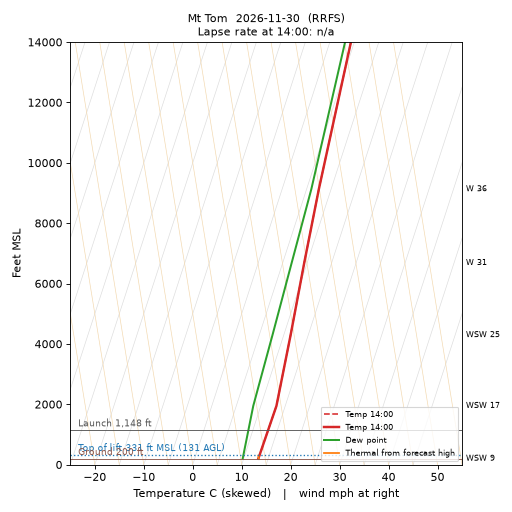 Mt Tom  2026-11-30  (RRFS)
Lapse rate at 14:00: n/a
14000
12000
10000
8000
6000
4000
2000
0
Feet MSL
W 36
W 31
WSW 25
WSW 17
WSW 9
Launch 1,148 ft
Top of lift 331 ft MSL (131 AGL)
Ground 200 ft
Temp 14:00
Temp 14:00
Dew point
Thermal from forecast high
−20
−10
0
10
20
30
40
50
Temperature C (skewed)   |   wind mph at right